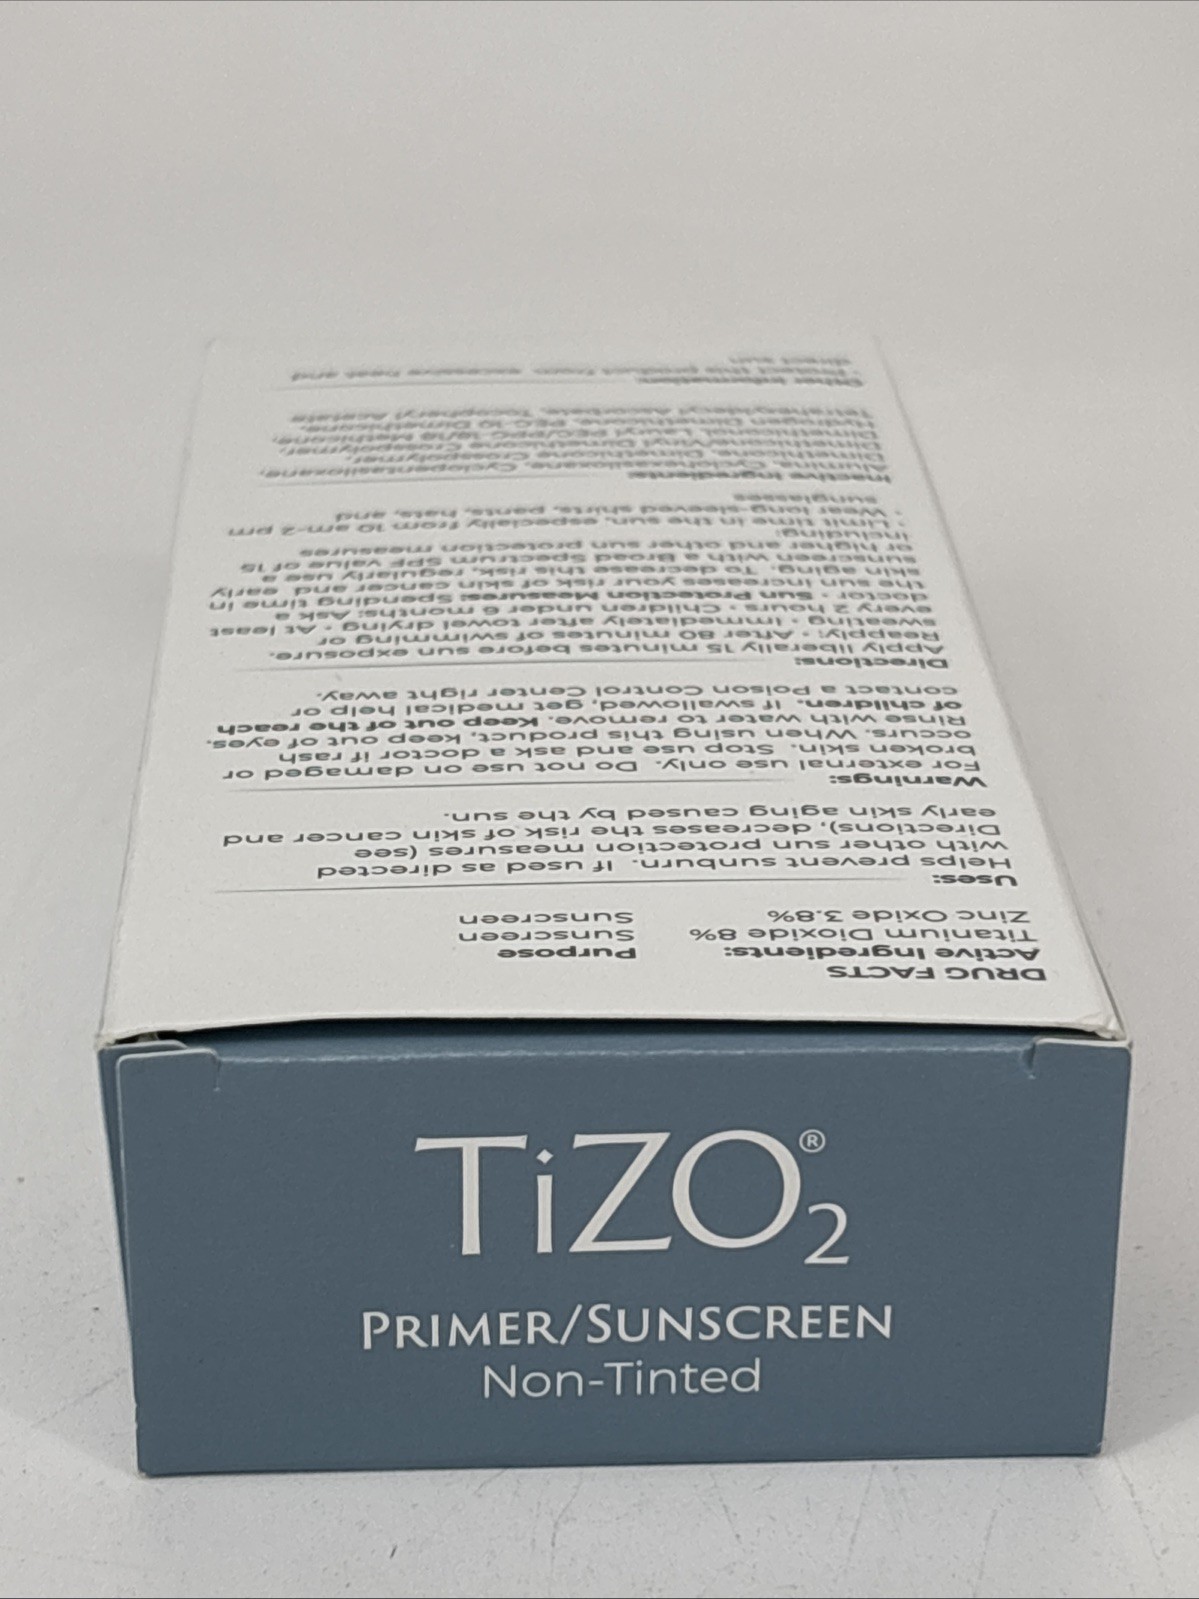 TiZO2®
PRIMER/SUNSCREEN
Non-Tinted
DRUG FACTS
Active Ingredients: Purpose
Titanium Dioxide 8% Sunscreen
Zinc Oxide 3.8% Sunscreen
Uses:
Helps prevent sunburn. If used as directed
with other sun protection measures (see
Directions), decreases the risk of skin cancer and
early skin aging caused by the sun.
Warnings:
For external use only. Do not use on damaged or
broken skin. Stop use and ask a doctor if rash
occurs. When using this product, keep out of eyes.
Rinse with water to remove. Keep out of the reach
of children. If swallowed, get medical help or
contact a Poison Control Center right away.
Directions:
Apply liberally 15 minutes before sun exposure.
Reapply: • After 80 minutes of swimming or
sweating • Immediately after towel drying • At least
every 2 hours • Children under 6 months: Ask a
doctor • Sun Protection Measures: Spending time in
the sun increases your risk of skin cancer and early
skin aging. To decrease this risk, regularly use a
sunscreen with a Broad Spectrum SPF value of 15
or higher and other sun protection measures
including:
• Limit time in the sun, especially from 10 am-2 pm
• Wear long-sleeved shirts, pants, hats, and
sunglasses
Inactive Ingredients:
Alumina, Cyclohexasiloxane, Cyclopentasiloxane,
Dimethicone, Dimethicone Crosspolymer,
Dimethicone/Vinyl Dimethicone Crosspolymer,
Dimethiconol, Lauryl PEG/PPG-18/18 Methicone,
Hydrogen Dimethicone, PEG-10 Dimethicone,
Tetrahexyldecyl Ascorbate, Tocopheryl Acetate
Other Information:
• Protect this product from excessive heat and
direct sun